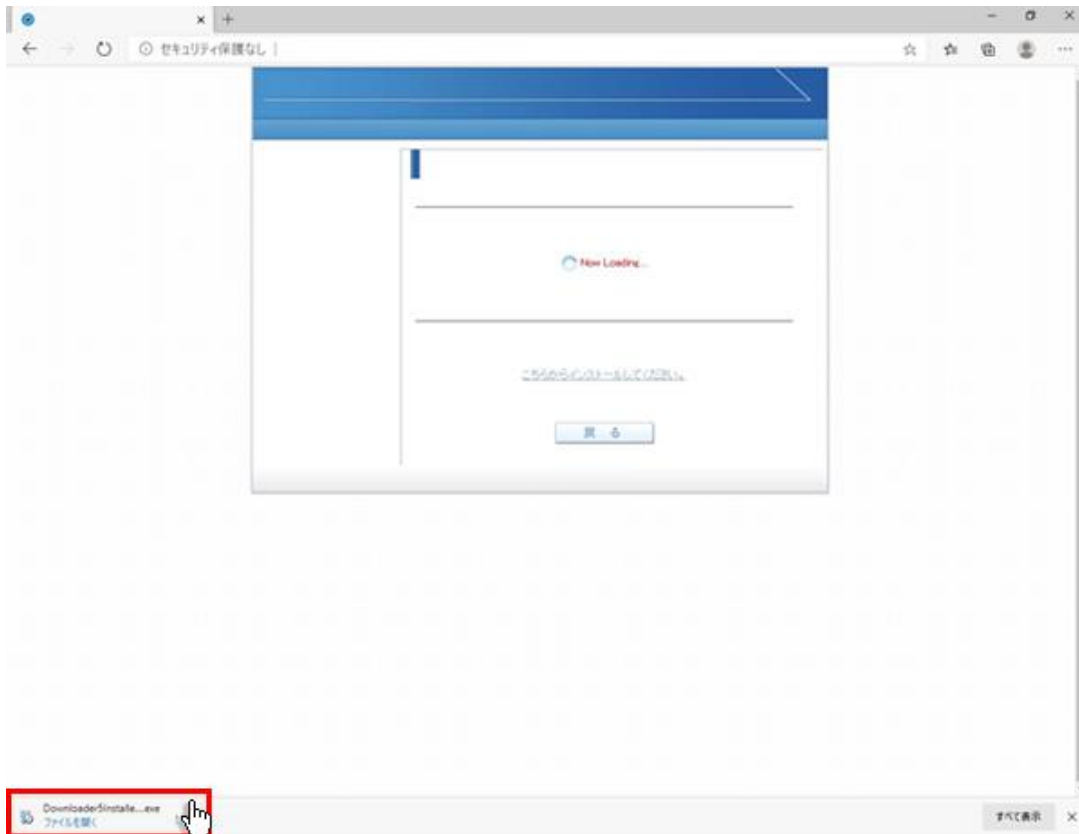 セキュリティ保護なし
Now Loading...
こちらからインストールしてください。
戻 る
Downloader5Installe....exe
ファイルを開く
すべて表示